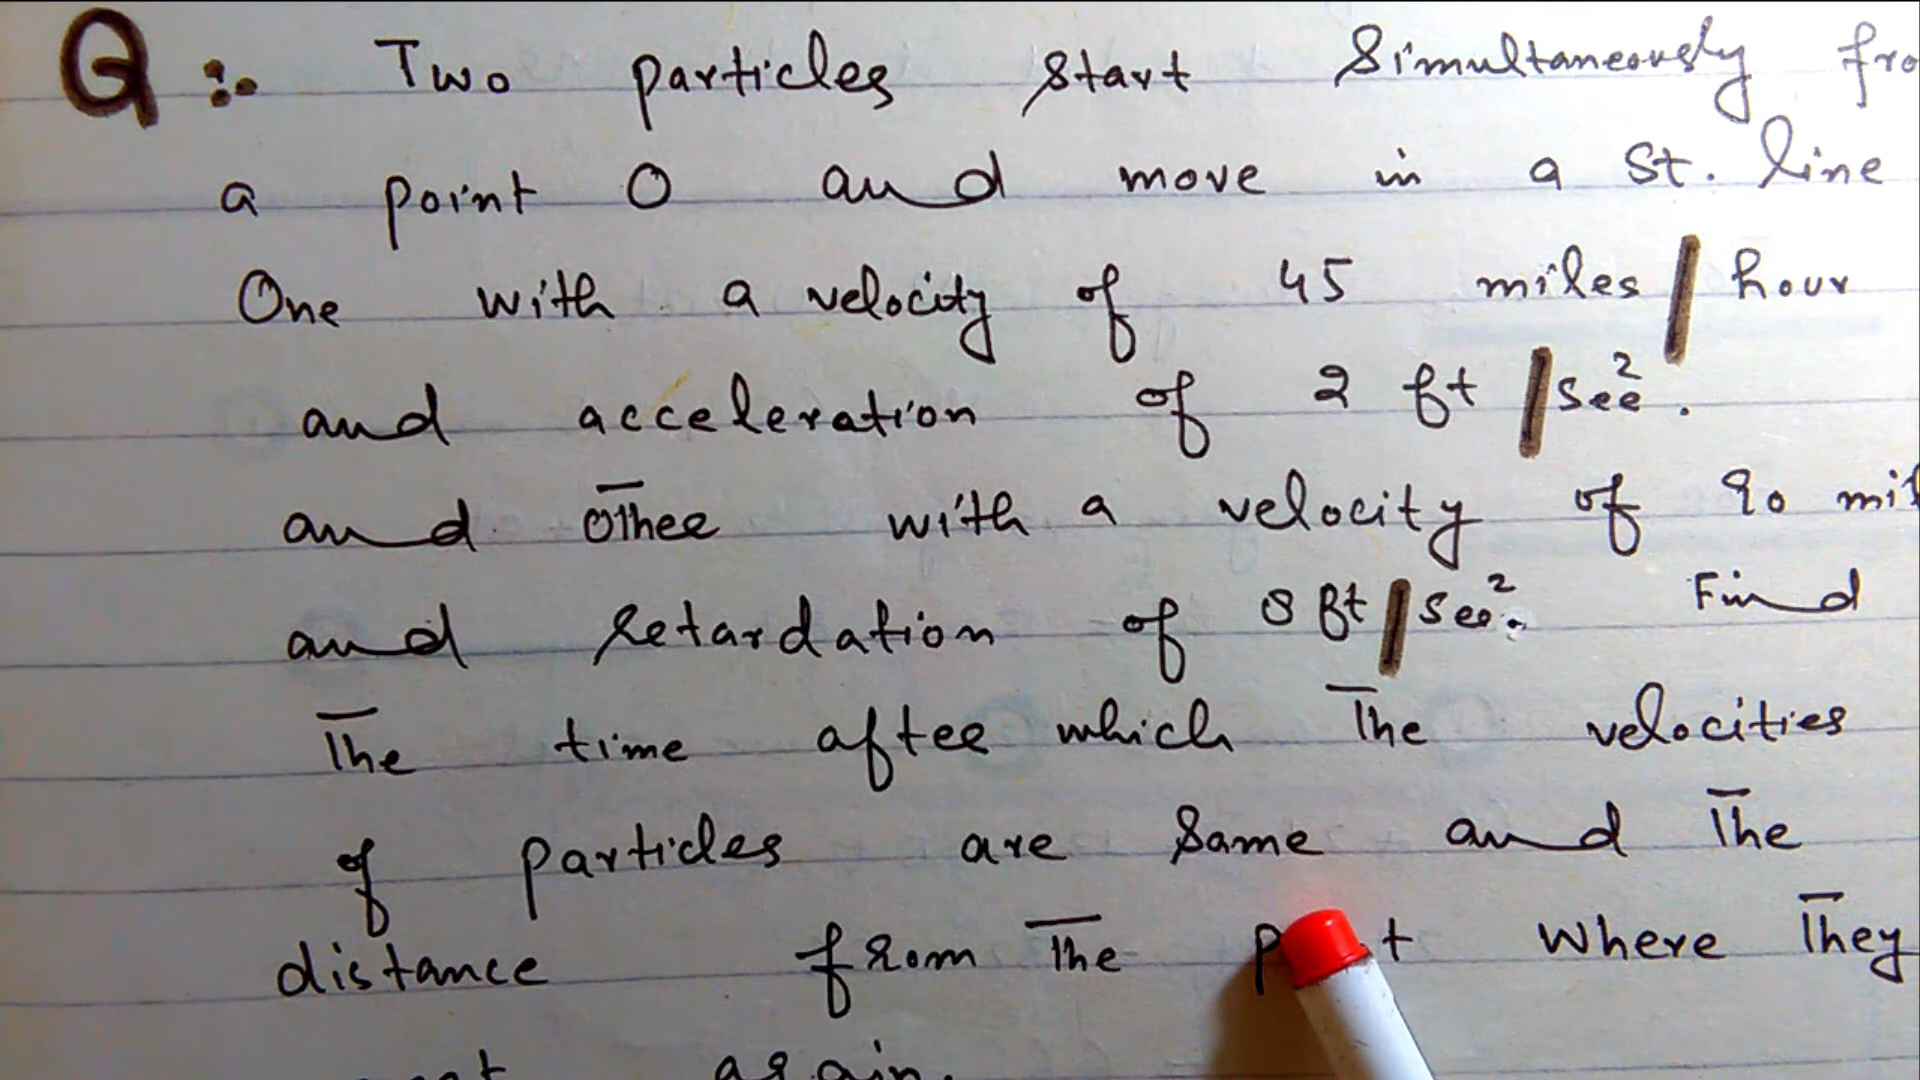 Q :- Two particles start Simultaneously fro
a point O and move in a st. line
One with a velocity of 45 miles / hour
and acceleration of 2 ft / sec².
and other with a velocity of 90 mil
and retardation of 8 ft / sec². Find
The time after which The velocities
of particles are Same and The
distance from The p t where They
again.